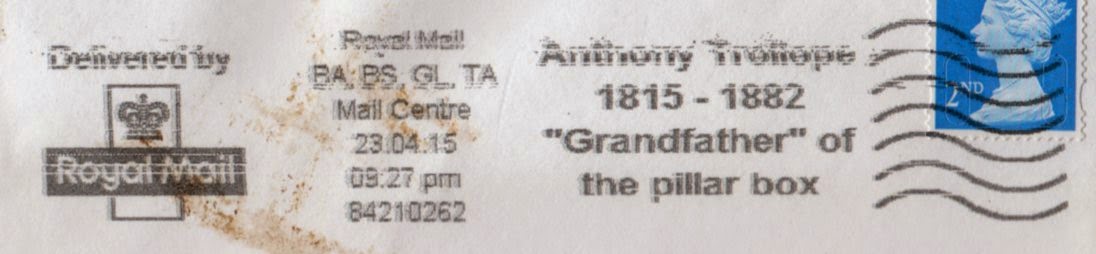 Delivered by
Royal Mail
Royal Mail
BA, BS, GL, TA
Mail Centre
23.04.15
09:27 pm
84210262
Anthony Trollope
1815 - 1882
"Grandfather" of
the pillar box
2ND